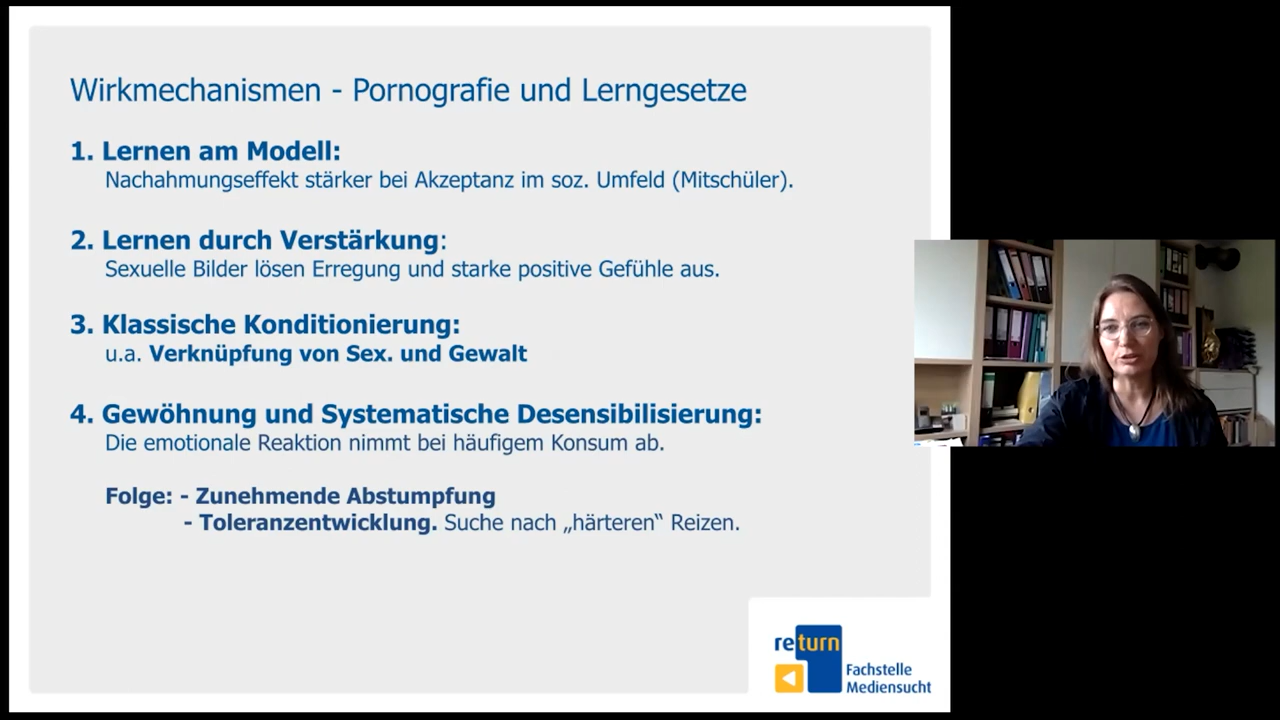 Wirkmechanismen - Pornografie und Lerngesetze
1. Lernen am Modell:
Nachahmungseffekt stärker bei Akzeptanz im soz. Umfeld (Mitschüler).
2. Lernen durch Verstärkung:
Sexuelle Bilder lösen Erregung und starke positive Gefühle aus.
3. Klassische Konditionierung:
u.a. Verknüpfung von Sex. und Gewalt
4. Gewöhnung und Systematische Desensibilisierung:
Die emotionale Reaktion nimmt bei häufigem Konsum ab.
Folge: - Zunehmende Abstumpfung
- Toleranzentwicklung. Suche nach „härteren“ Reizen.
return
Fachstelle
Mediensucht